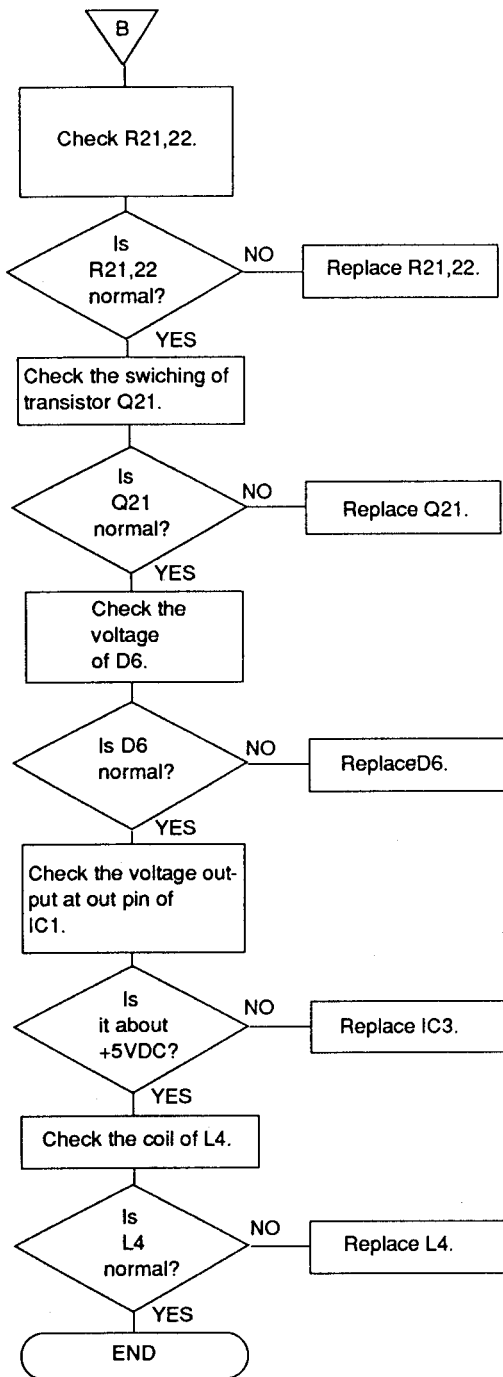 B
Check R21,22.
Is
R21,22
normal?
NO
Replace R21,22.
YES
Check the swiching of
transistor Q21.
Is
Q21
normal?
NO
Replace Q21.
YES
Check the
voltage
of D6.
Is D6
normal?
NO
ReplaceD6.
YES
Check the voltage out-
put at out pin of
IC1.
Is
it about
+5VDC?
NO
Replace IC3.
YES
Check the coil of L4.
Is
L4
normal?
NO
Replace L4.
YES
END